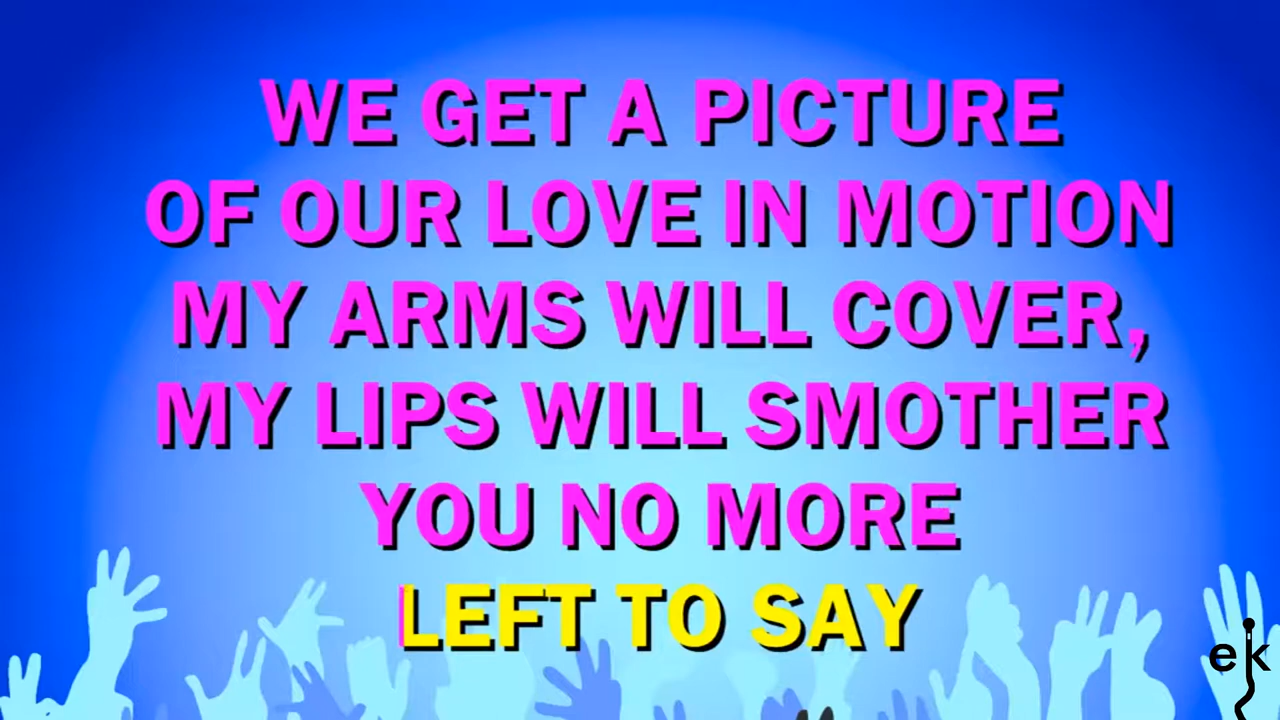 WE GET A PICTURE
OF OUR LOVE IN MOTION
MY ARMS WILL COVER,
MY LIPS WILL SMOTHER
YOU NO MORE
LEFT TO SAY
ek